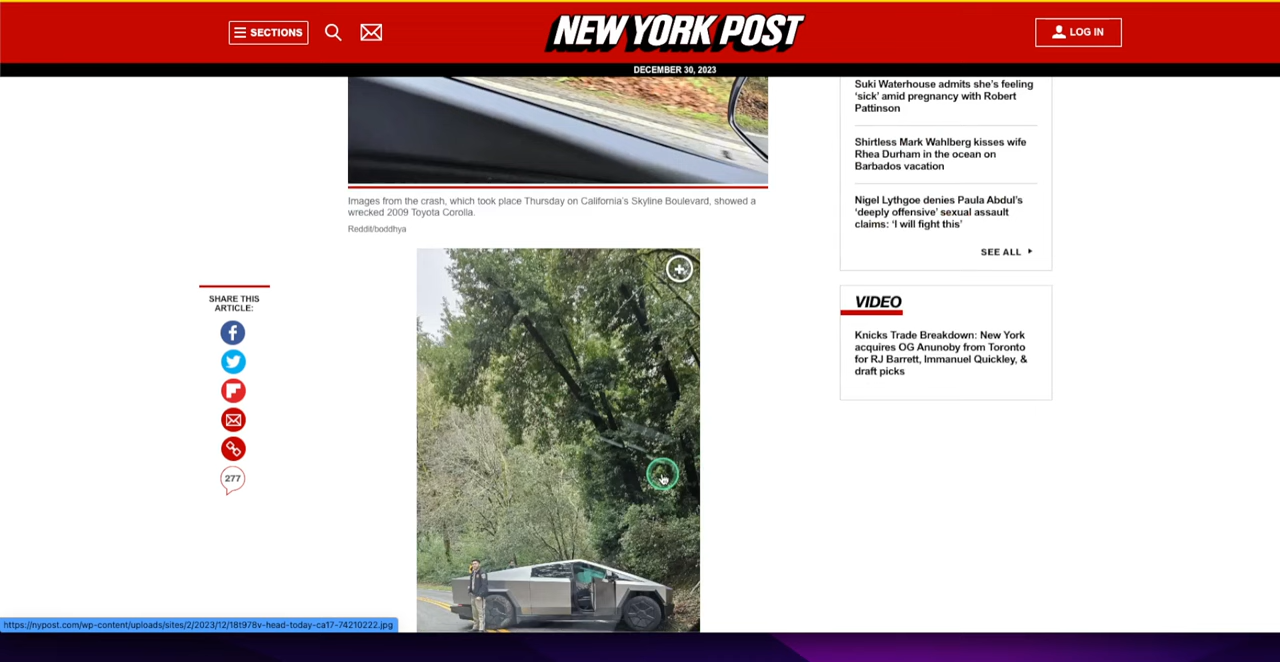 SECTIONS
NEW YORK POST
LOG IN
DECEMBER 30, 2023
Suki Waterhouse admits she's feeling
'sick' amid pregnancy with Robert
Pattinson
Shirtless Mark Wahlberg kisses wife
Rhea Durham in the ocean on
Barbados vacation
Nigel Lythgoe denies Paula Abdul's
'deeply offensive' sexual assault
claims: 'I will fight this'
SEE ALL
Images from the crash, which took place Thursday on California's Skyline Boulevard, showed a
wrecked 2009 Toyota Corolla.
Reddit/boddhya
SHARE THIS
ARTICLE:
277
VIDEO
Knicks Trade Breakdown: New York
acquires OG Anunoby from Toronto
for RJ Barrett, Immanuel Quickley, &
draft picks
https://nypost.com/wp-content/uploads/sites/2/2023/12/18t978v-head-today-ca17-74210222.jpg